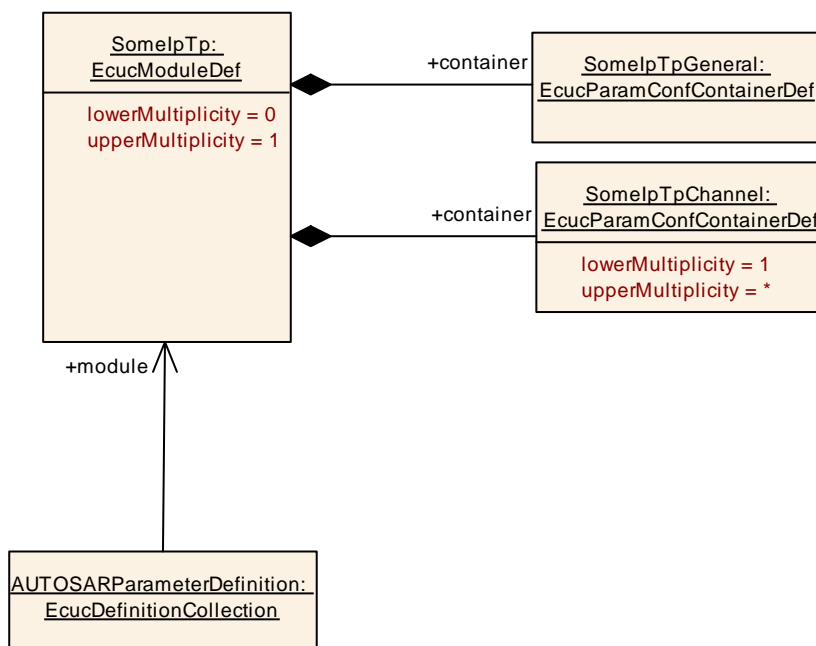 SomeIpTp:
EcucModuleDef
lowerMultiplicity = 0
upperMultiplicity = 1
+container
SomeIpTpGeneral:
EcucParamConfContainerDef
+container
SomeIpTpChannel:
EcucParamConfContainerDef
lowerMultiplicity = 1
upperMultiplicity = *
+module
AUTOSARParameterDefinition:
EcucDefinitionCollection